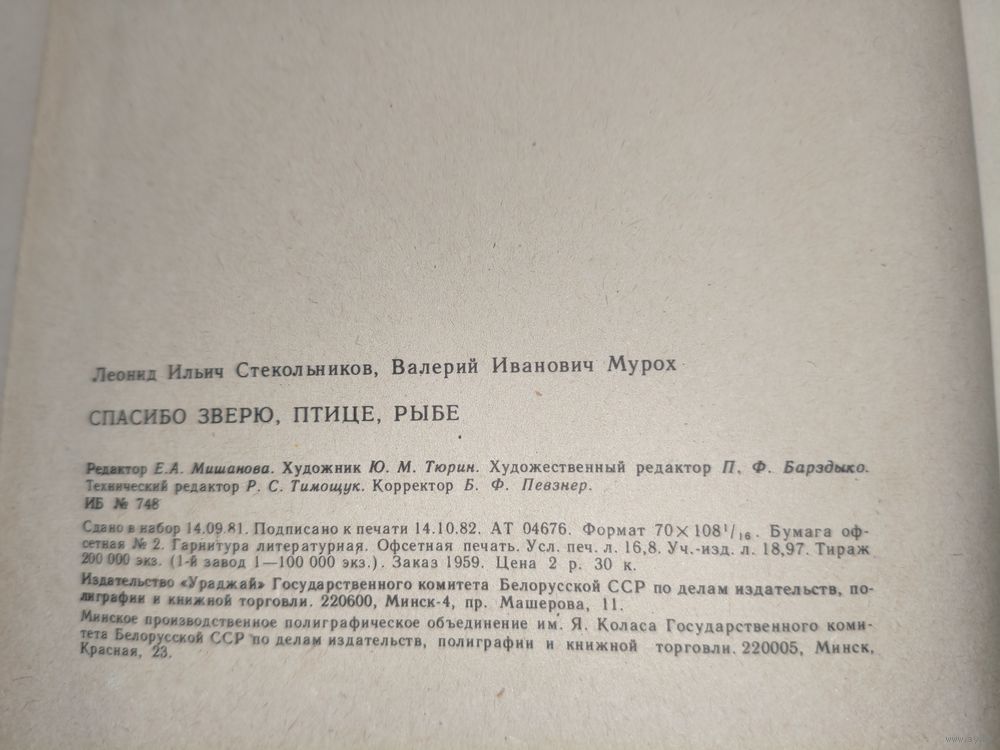 Леонид Ильич Стекольников, Валерий Иванович Мурох
СПАСИБО ЗВЕРЮ, ПТИЦЕ, РЫБЕ
Редактор Е.А. Мишанова. Художник Ю. М. Тюрин. Художественный редактор П. Ф. Барздыко.
Технический редактор Р. С. Тимощук. Корректор Б. Ф. Певзнер.
ИБ № 748
Сдано в набор 14.09.81. Подписано к печати 14.10.82. АТ 04676. Формат 70×108¹/₁₆. Бумага оф-
сетная № 2. Гарнитура литературная. Офсетная печать. Усл. печ. л. 16,8. Уч.-изд. л. 18,97. Тираж
200 000 экз. (1-й завод 1—100 000 экз.). Заказ 1959. Цена 2 р. 30 к.
Издательство «Ураджай» Государственного комитета Белорусской ССР по делам издательств, по-
лиграфии и книжной торговли. 220600, Минск-4, пр. Машерова, 11.
Минское производственное полиграфическое объединение им. Я. Коласа Государственного коми-
тета Белорусской ССР по делам издательств, полиграфии и книжной торговли. 220005, Минск,
Красная, 23.